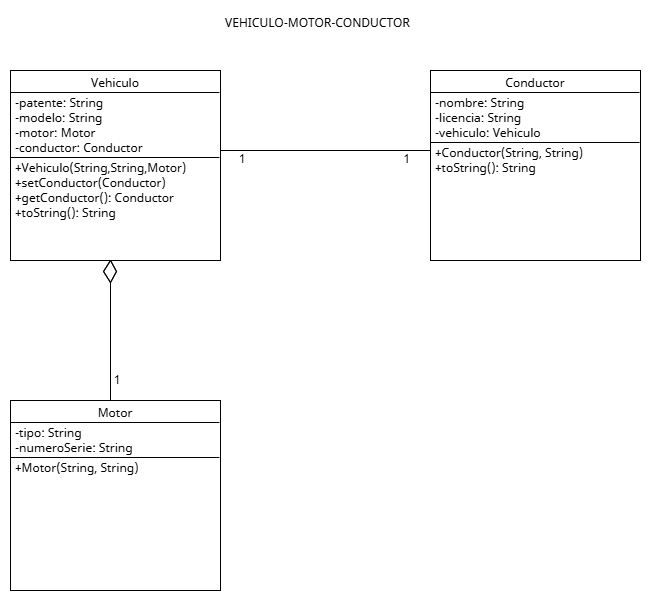 VEHICULO-MOTOR-CONDUCTOR
Vehiculo
-patente: String
-modelo: String
-motor: Motor
-conductor: Conductor
+Vehiculo(String,String,Motor)
+setConductor(Conductor)
+getConductor(): Conductor
+toString(): String
1
1
Conductor
-nombre: String
-licencia: String
-vehiculo: Vehiculo
+Conductor(String, String)
+toString(): String
1
Motor
-tipo: String
-numeroSerie: String
+Motor(String, String)